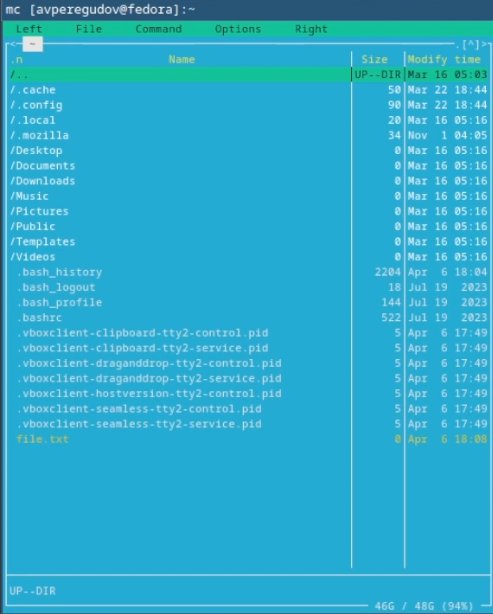 mc [avperegudov@fedora]:~
Left File Command Options Right
<- ~ .[^]>
.n Name Size Modify time
/.. UP--DIR Mar 16 05:03
/.cache 50 Mar 22 18:44
/.config 90 Mar 22 18:44
/.local 20 Mar 16 05:16
/.mozilla 34 Nov 1 04:05
/Desktop 0 Mar 16 05:16
/Documents 0 Mar 16 05:16
/Downloads 0 Mar 16 05:16
/Music 0 Mar 16 05:16
/Pictures 0 Mar 16 05:16
/Public 0 Mar 16 05:16
/Templates 0 Mar 16 05:16
/Videos 0 Mar 16 05:16
.bash_history 2204 Apr 6 18:04
.bash_logout 18 Jul 19 2023
.bash_profile 144 Jul 19 2023
.bashrc 522 Jul 19 2023
.vboxclient-clipboard-tty2-control.pid 5 Apr 6 17:49
.vboxclient-clipboard-tty2-service.pid 5 Apr 6 17:49
.vboxclient-draganddrop-tty2-control.pid 5 Apr 6 17:49
.vboxclient-draganddrop-tty2-service.pid 5 Apr 6 17:49
.vboxclient-hostversion-tty2-control.pid 5 Apr 6 17:49
.vboxclient-seamless-tty2-control.pid 5 Apr 6 17:49
.vboxclient-seamless-tty2-service.pid 5 Apr 6 17:49
file.txt 0 Apr 6 18:08
UP--DIR
46G / 48G (94%)